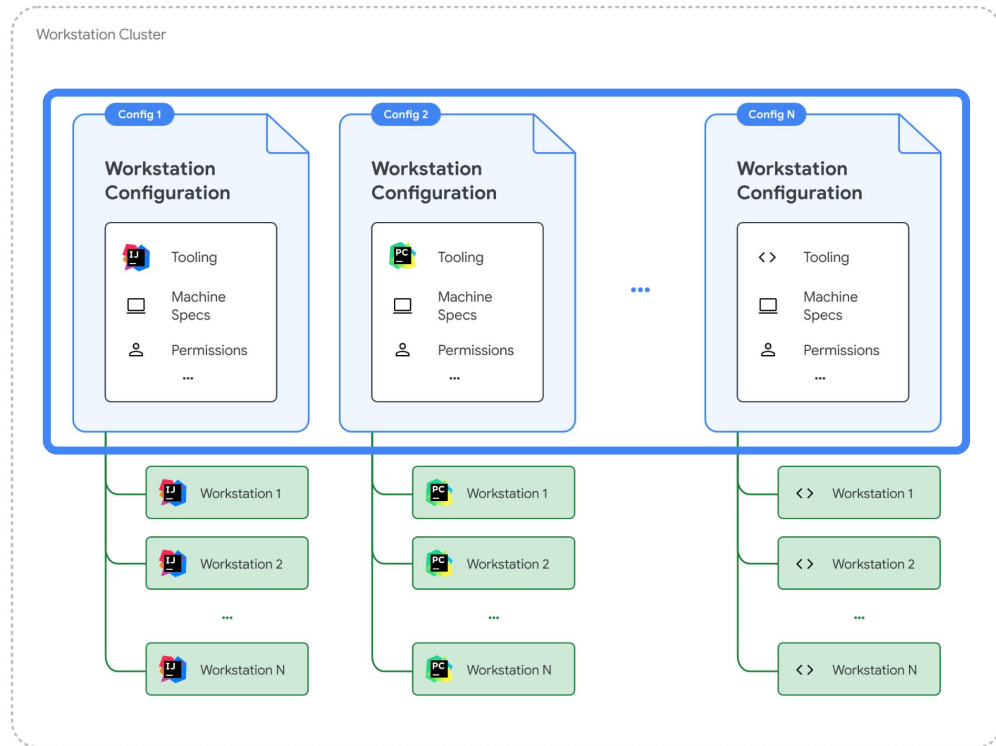 Workstation Cluster
Config 1
Workstation
Configuration
IJ
Tooling
Machine
Specs
Permissions
...
Config 2
Workstation
Configuration
PC
Tooling
Machine
Specs
Permissions
...
...
Config N
Workstation
Configuration
<> Tooling
Machine
Specs
Permissions
...
IJ Workstation 1
IJ Workstation 2
...
IJ Workstation N
PC Workstation 1
PC Workstation 2
...
PC Workstation N
<> Workstation 1
<> Workstation 2
...
<> Workstation N